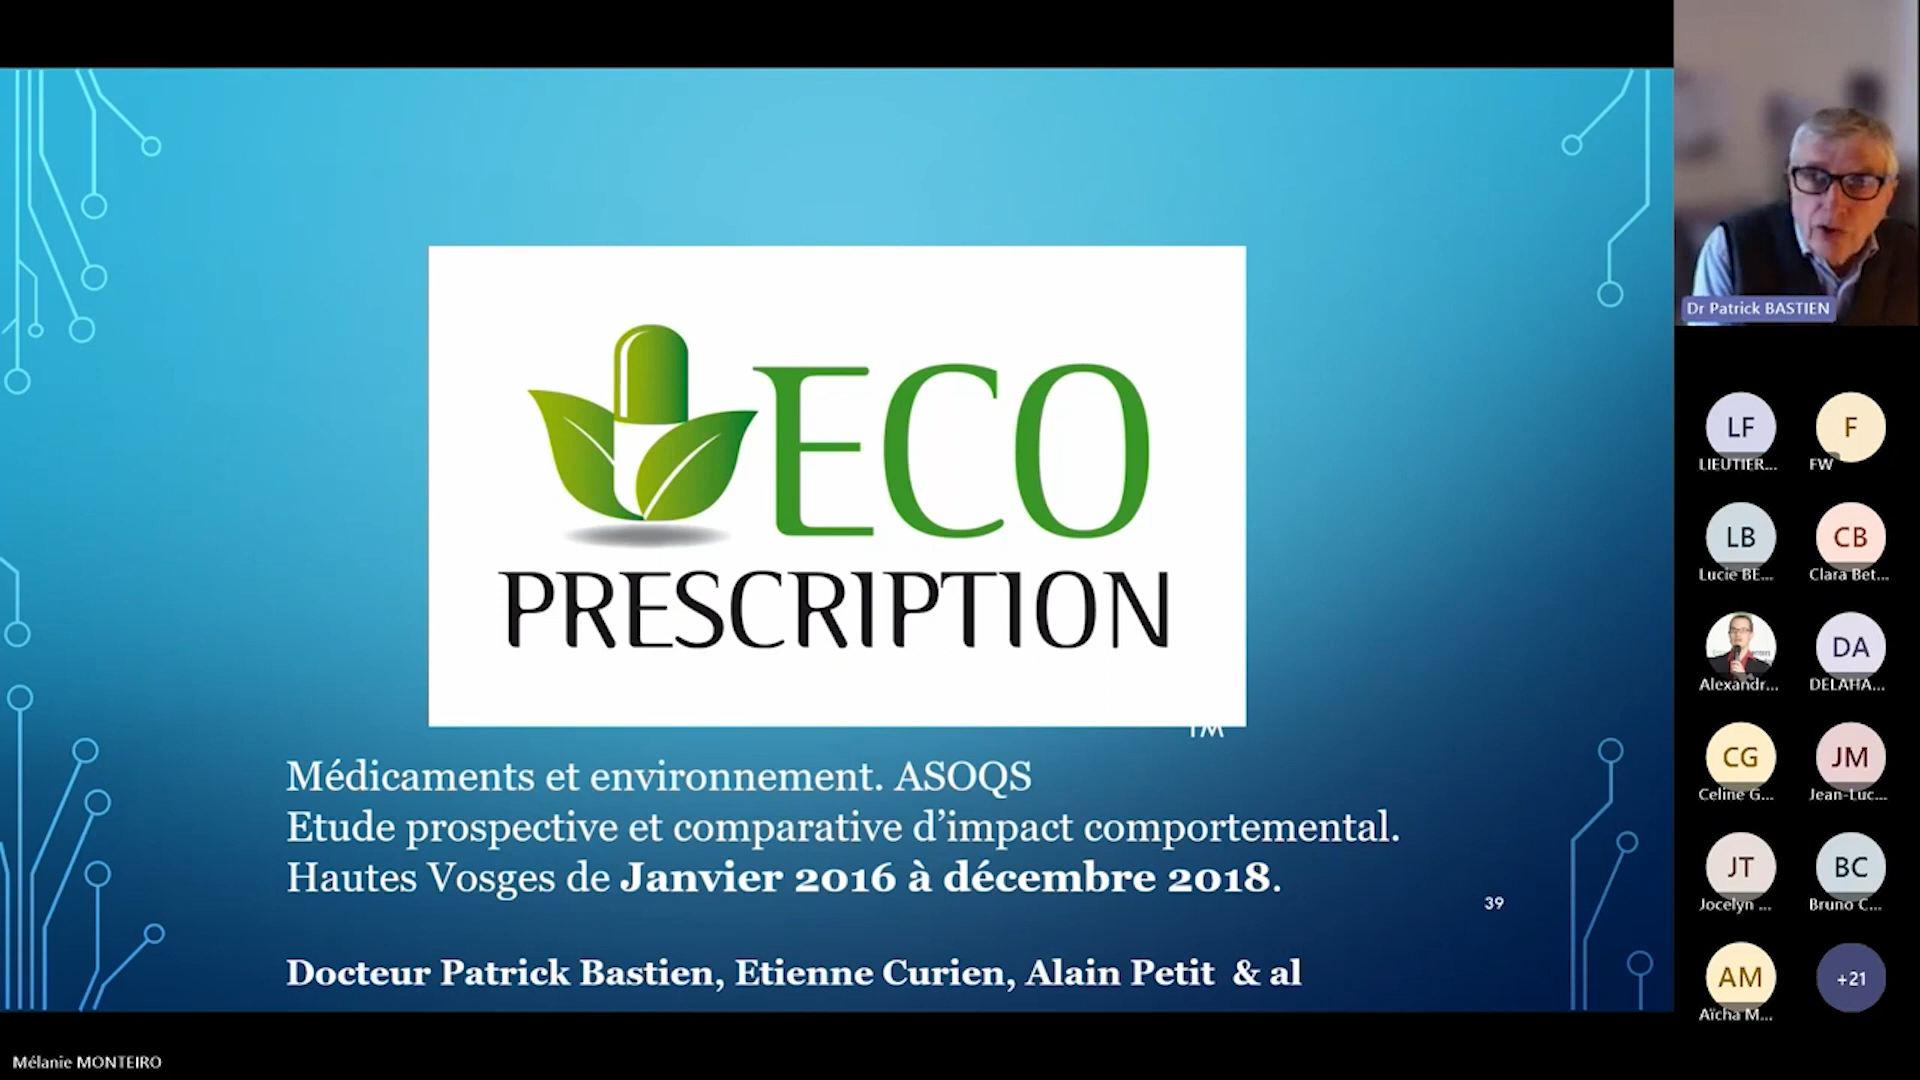 ECO
PRESCRIPTION
TM
Médicaments et environnement. ASOQS
Etude prospective et comparative d’impact comportemental.
Hautes Vosges de Janvier 2016 à décembre 2018.
39
Docteur Patrick Bastien, Etienne Curien, Alain Petit & al
Dr Patrick BASTIEN
LF
LIEUTIER...
F
FW
LB
Lucie BE...
CB
Clara Bet...
Alexandr...
DA
DELAHA...
CG
Celine G...
JM
Jean-Luc...
JT
Jocelyn ...
BC
Bruno C...
AM
Aïcha M...
+21
Mélanie MONTEIRO